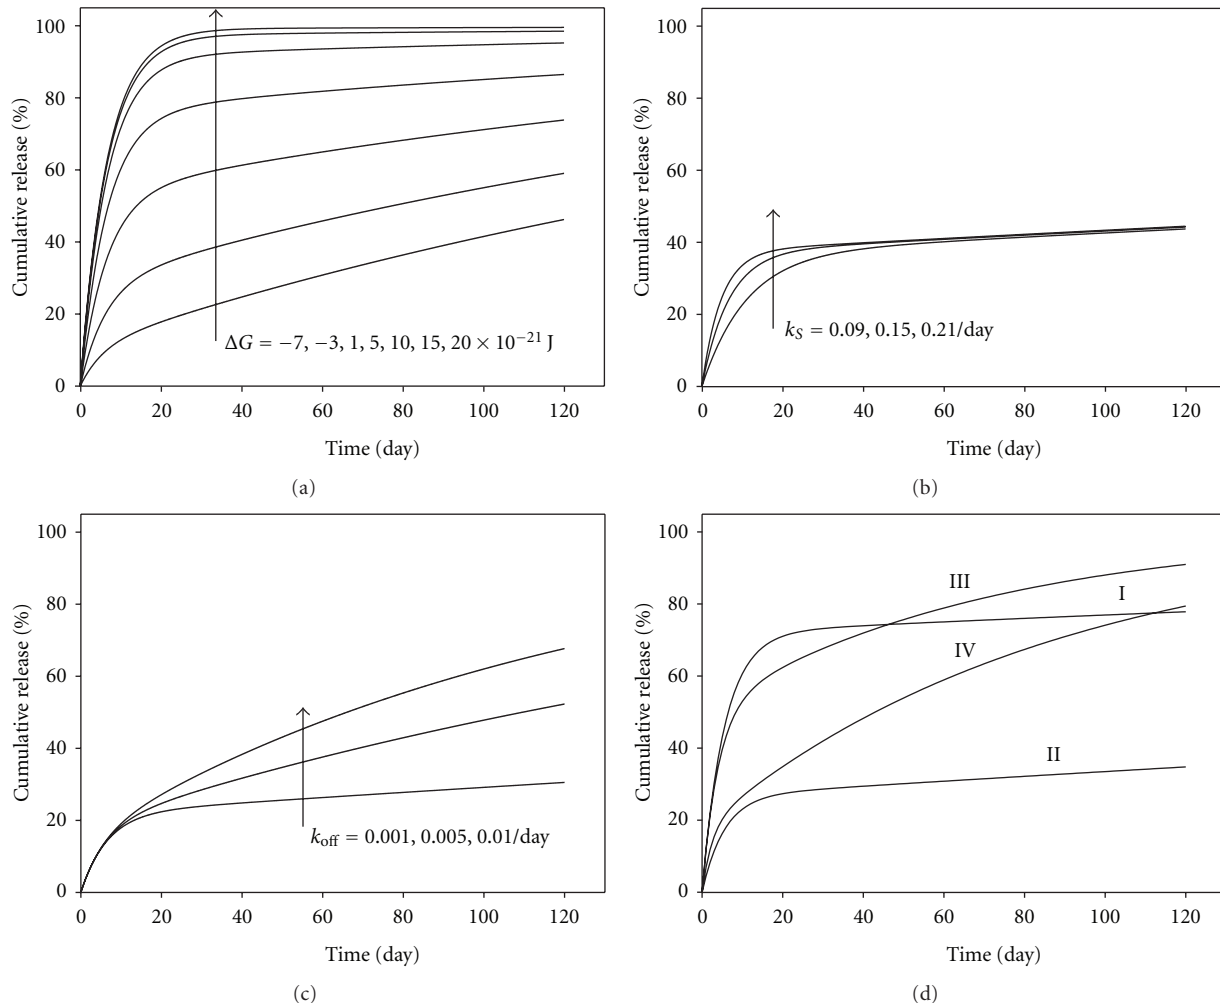 100
80
60
40
20
0
Cumulative release (%)
ΔG = −7, −3, 1, 5, 10, 15, 20 × 10⁻²¹ J
0 20 40 60 80 100 120
Time (day)
(a)
100
80
60
40
20
0
Cumulative release (%)
k_S = 0.09, 0.15, 0.21/day
0 20 40 60 80 100 120
Time (day)
(b)
100
80
60
40
20
0
Cumulative release (%)
k_off = 0.001, 0.005, 0.01/day
0 20 40 60 80 100 120
Time (day)
(c)
100
80
60
40
20
0
Cumulative release (%)
III
I
IV
II
0 20 40 60 80 100 120
Time (day)
(d)